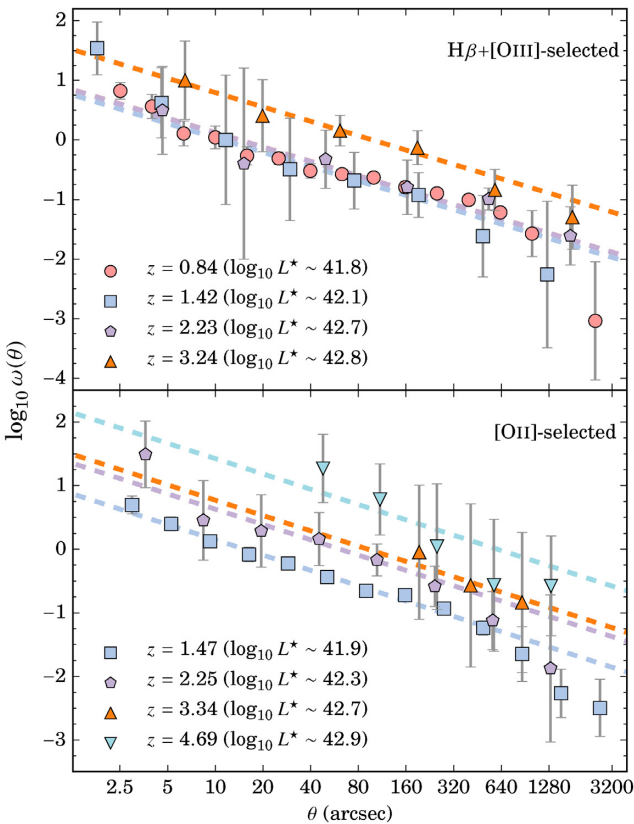 Hβ+[OIII]-selected
2
1
0
−1
−2
−3
−4
z = 0.84 (log₁₀ L★ ∼ 41.8)
z = 1.42 (log₁₀ L★ ∼ 42.1)
z = 2.23 (log₁₀ L★ ∼ 42.7)
z = 3.24 (log₁₀ L★ ∼ 42.8)
log₁₀ ω(θ)
[OII]-selected
2
1
0
−1
−2
−3
z = 1.47 (log₁₀ L★ ∼ 41.9)
z = 2.25 (log₁₀ L★ ∼ 42.3)
z = 3.34 (log₁₀ L★ ∼ 42.7)
z = 4.69 (log₁₀ L★ ∼ 42.9)
2.5 5 10 20 40 80 160 320 640 1280 3200
θ (arcsec)